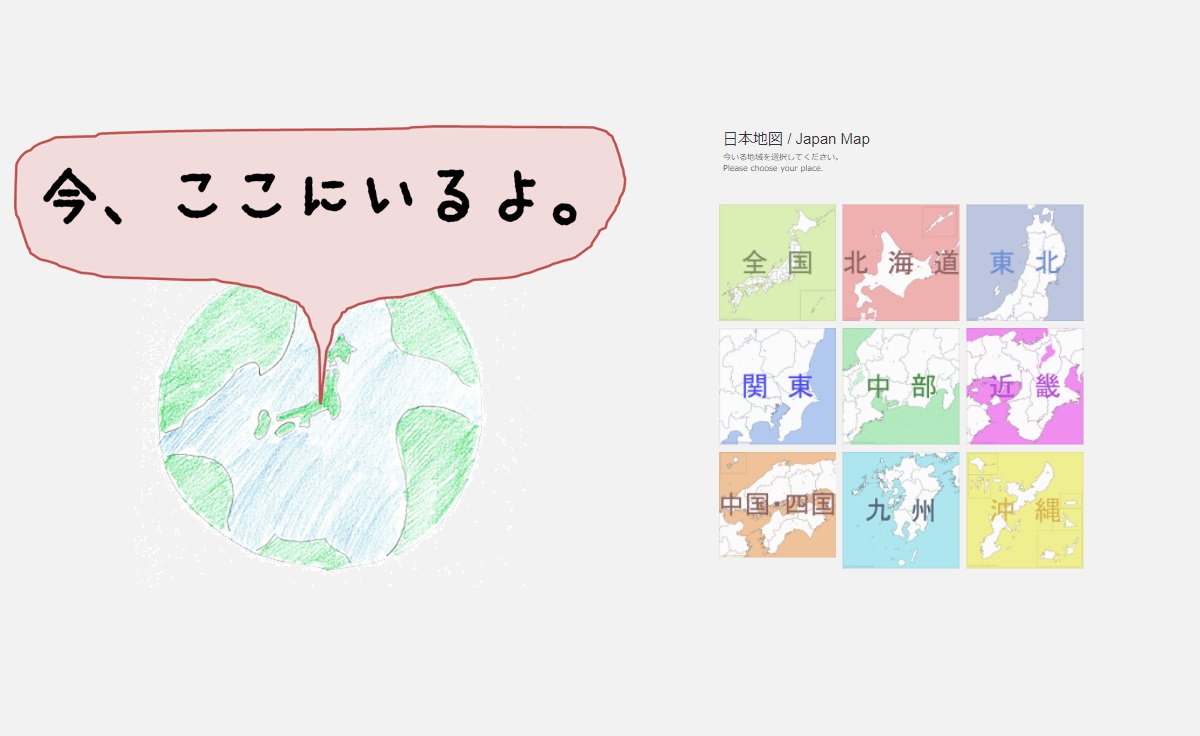 今、ここにいるよ。
日本地図 / Japan Map
今いる地域を選択してください。
Please choose your place.
全国
北海道
東北
関東
中部
近畿
中国・四国
九州
沖縄